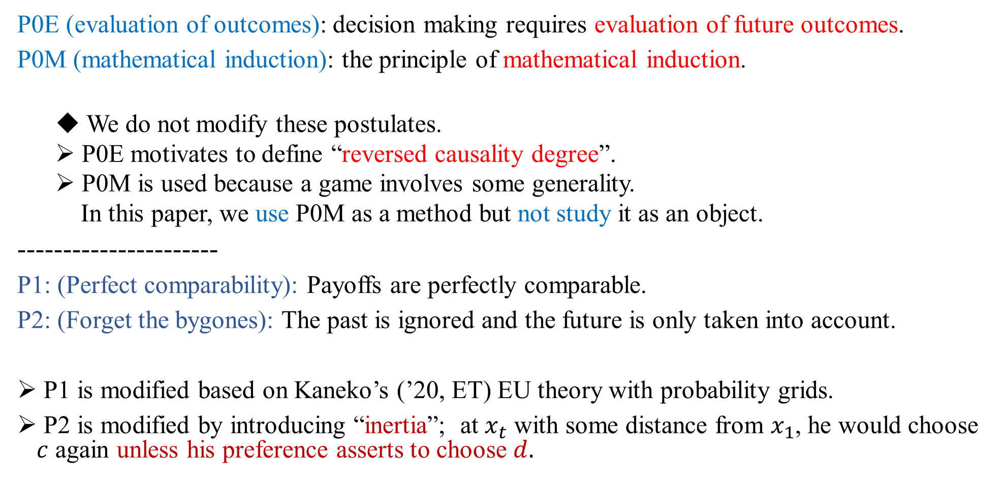 P0E (evaluation of outcomes): decision making requires evaluation of future outcomes.
P0M (mathematical induction): the principle of mathematical induction.
◆ We do not modify these postulates.
➢ P0E motivates to define “reversed causality degree”.
➢ P0M is used because a game involves some generality.
In this paper, we use P0M as a method but not study it as an object.
----------------------
P1: (Perfect comparability): Payoffs are perfectly comparable.
P2: (Forget the bygones): The past is ignored and the future is only taken into account.
➢ P1 is modified based on Kaneko’s (’20, ET) EU theory with probability grids.
➢ P2 is modified by introducing “inertia”; at 𝑥ₜ with some distance from 𝑥₁, he would choose
𝑐 again unless his preference asserts to choose 𝑑.